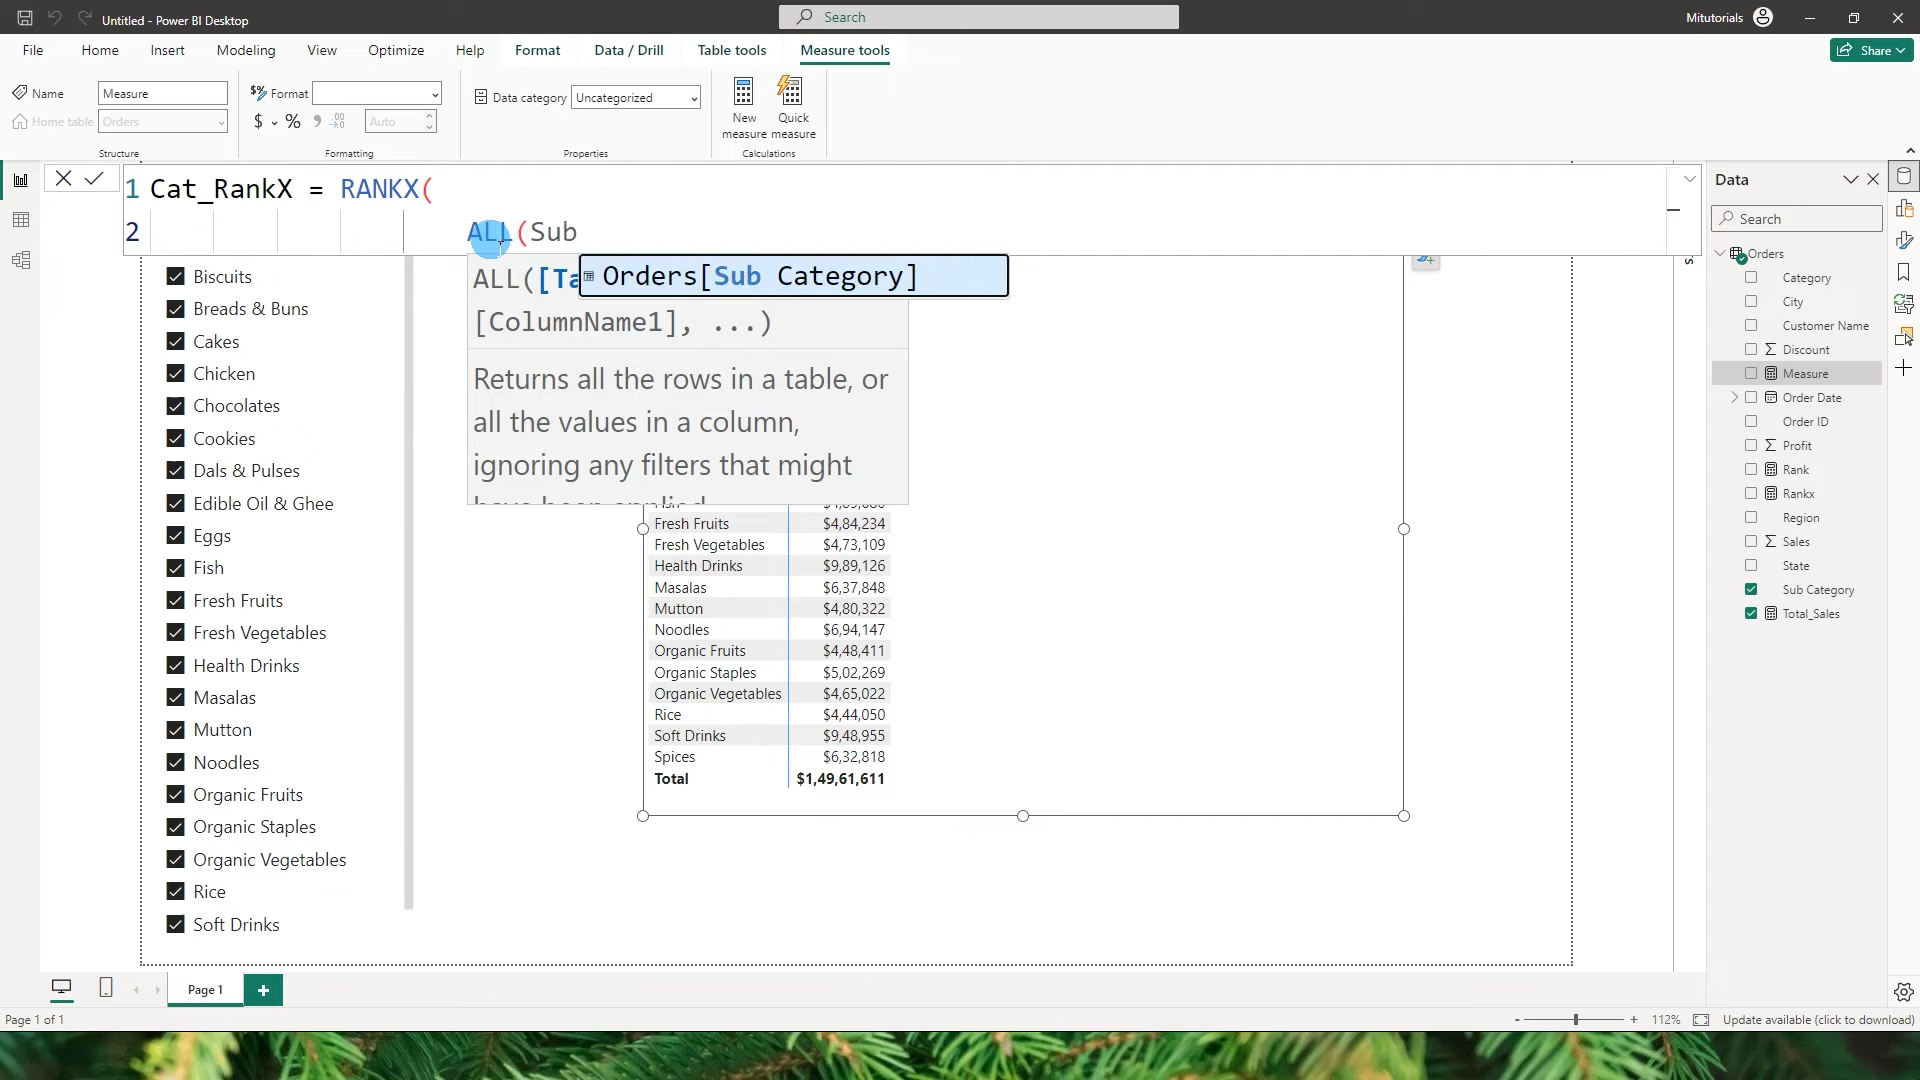 Untitled - Power BI Desktop
Search
Mitutorials
File Home Insert Modeling View Optimize Help Format Data / Drill Table tools Measure tools
Share
Name Measure
Format
Data category Uncategorized
New measure
Quick measure
Home table Orders
$ % Auto
Structure
Formatting
Properties
Calculations
1 Cat_RankX = RANKX(
2 ALL(Sub
Orders[Sub Category]
ALL([Ta
[ColumnName1], ...)
Returns all the rows in a table, or
all the values in a column,
ignoring any filters that might
Biscuits
Breads & Buns
Cakes
Chicken
Chocolates
Cookies
Dals & Pulses
Edible Oil & Ghee
Eggs
Fish
Fresh Fruits
Fresh Vegetables
Health Drinks
Masalas
Mutton
Noodles
Organic Fruits
Organic Staples
Organic Vegetables
Rice
Soft Drinks
Fresh Fruits $4,84,234
Fresh Vegetables $4,73,109
Health Drinks $9,89,126
Masalas $6,37,848
Mutton $4,80,322
Noodles $6,94,147
Organic Fruits $4,48,411
Organic Staples $5,02,269
Organic Vegetables $4,65,022
Rice $4,44,050
Soft Drinks $9,48,955
Spices $6,32,818
Total $1,49,61,611
Data
Search
Orders
Category
City
Customer Name
Discount
Measure
Order Date
Order ID
Profit
Rank
Rankx
Region
Sales
State
Sub Category
Total_Sales
Page 1
Page 1 of 1
- + 112%
Update available (click to download)